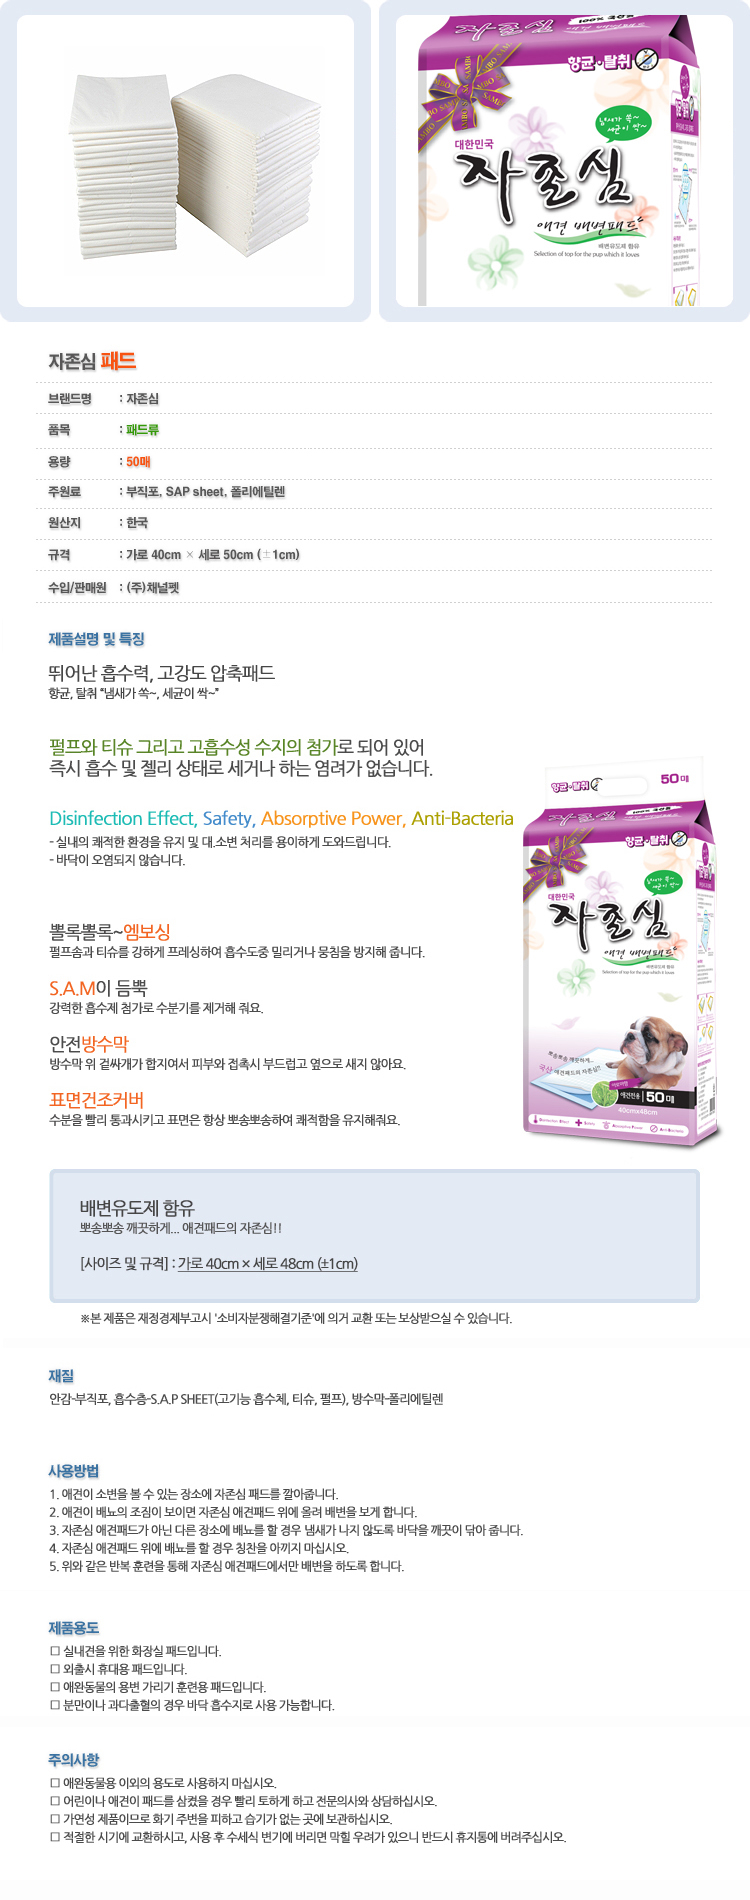 100% 국산
항균·탈취
냄새가 쏙~
세균이 싹~
대한민국
자존심
애견 배변패드
배변유도제 함유
Selection of top for the pup which it loves
자존심 패드
브랜드명 : 자존심
품목 : 패드류
용량 : 50매
주원료 : 부직포, SAP sheet, 폴리에틸렌
원산지 : 한국
규격 : 가로 40cm × 세로 50cm (±1cm)
수입/판매원 : (주)채널펫
제품설명 및 특징
뛰어난 흡수력, 고강도 압축패드
항균, 탈취 "냄새가 쏙~, 세균이 싹~"
펄프와 티슈 그리고 고흡수성 수지의 첨가로 되어 있어
즉시 흡수 및 젤리 상태로 세거나 하는 염려가 없습니다.
Disinfection Effect, Safety, Absorptive Power, Anti-Bacteria
- 실내의 쾌적한 환경을 유지 및 대.소변 처리를 용이하게 도와드립니다.
- 바닥이 오염되지 않습니다.
뽈록뽈록~엠보싱
펄프솜과 티슈를 강하게 프레싱하여 흡수도중 밀리거나 뭉침을 방지해 줍니다.
S.A.M이 듬뿍
강력한 흡수제 첨가로 수분기를 제거해 줘요.
안전방수막
방수막 위 겉싸개가 합지여서 피부와 접촉시 부드럽고 옆으로 새지 않아요.
표면건조커버
수분을 빨리 통과시키고 표면은 항상 뽀송뽀송하여 쾌적함을 유지해줘요.
항균·탈취
50매
항균·탈취
냄새가 쏙~
세균이 싹~
대한민국
자존심
애견 배변패드
배변유도제 함유
Selection of top for the pup which it loves
뽀송뽀송 깨끗하게...
국산 애견패드의 자존심!!
애견전용 50매
40cm×48cm
Disinfection Effect Safety Absorptive Power Anti Bacteria
배변유도제 함유
뽀송뽀송 깨끗하게... 애견패드의 자존심!!
[사이즈 및 규격] : 가로 40cm × 세로 48cm (±1cm)
※본 제품은 재정경제부고시 '소비자분쟁해결기준'에 의거 교환 또는 보상받으실 수 있습니다.
재질
안감-부직포, 흡수층-S.A.P SHEET(고기능 흡수체, 티슈, 펄프), 방수막-폴리에틸렌
사용방법
1. 애견이 소변을 볼 수 있는 장소에 자존심 패드를 깔아줍니다.
2. 애견이 배뇨의 조짐이 보이면 자존심 애견패드 위에 올려 배변을 보게 합니다.
3. 자존심 애견패드가 아닌 다른 장소에 배뇨를 할 경우 냄새가 나지 않도록 바닥을 깨끗이 닦아 줍니다.
4. 자존심 애견패드 위에 배뇨를 할 경우 칭찬을 아끼지 마십시오.
5. 위와 같은 반복 훈련을 통해 자존심 애견패드에서만 배변을 하도록 합니다.
제품용도
□ 실내견을 위한 화장실 패드입니다.
□ 외출시 휴대용 패드입니다.
□ 애완동물의 용변 가리기 훈련용 패드입니다.
□ 분만이나 과다출혈의 경우 바닥 흡수지로 사용 가능합니다.
주의사항
□ 애완동물용 이외의 용도로 사용하지 마십시오.
□ 어린이나 애견이 패드를 삼켰을 경우 빨리 토하게 하고 전문의사와 상담하십시오.
□ 가연성 제품이므로 화기 주변을 피하고 습기가 없는 곳에 보관하십시오.
□ 적절한 시기에 교환하시고, 사용 후 수세식 변기에 버리면 막힐 우려가 있으니 반드시 휴지통에 버려주십시오.